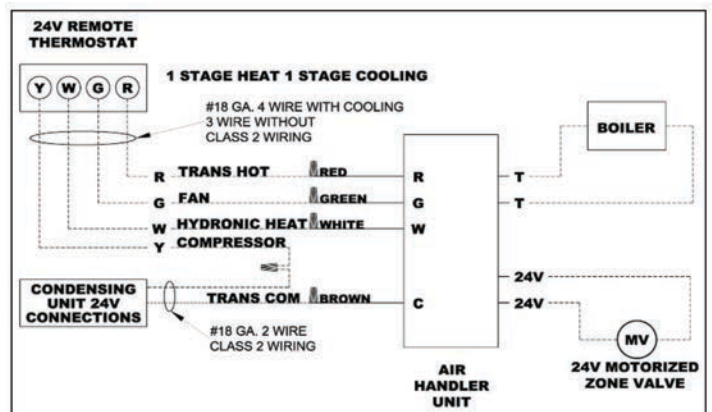 24V REMOTE
THERMOSTAT
Y W G R
1 STAGE HEAT 1 STAGE COOLING
#18 GA. 4 WIRE WITH COOLING
3 WIRE WITHOUT
CLASS 2 WIRING
BOILER
R TRANS HOT RED R T
G FAN GREEN G T
W HYDRONIC HEAT WHITE W
Y COMPRESSOR
24V
CONDENSING
UNIT 24V
CONNECTIONS
TRANS COM BROWN C 24V
#18 GA. 2 WIRE
CLASS 2 WIRING
MV
AIR
HANDLER
UNIT
24V MOTORIZED
ZONE VALVE